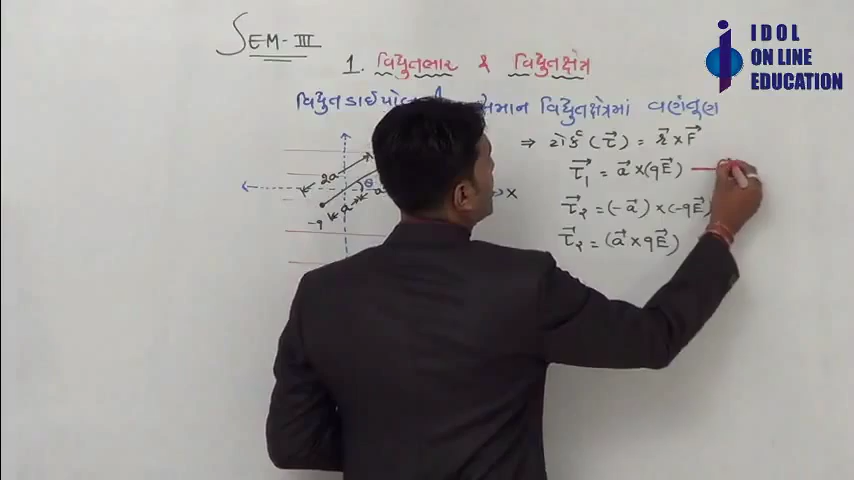 SEM-III
1. વિદ્યુતભાર & વિદ્યુતક્ષેત્ર
વિદ્યુત ડાઈપોલ સમાન વિદ્યુતક્ષેત્રમાં વર્તણૂક
⇒ ટોર્ક (τ⃗) = r⃗ × F⃗
τ⃗₁ = a⃗ × (qE⃗)
τ⃗₂ = (-a⃗) × (-qE⃗)
τ⃗₂ = (a⃗ × qE⃗)
2a
θ
a
a
-q
X
IDOL
ON LINE
EDUCATION